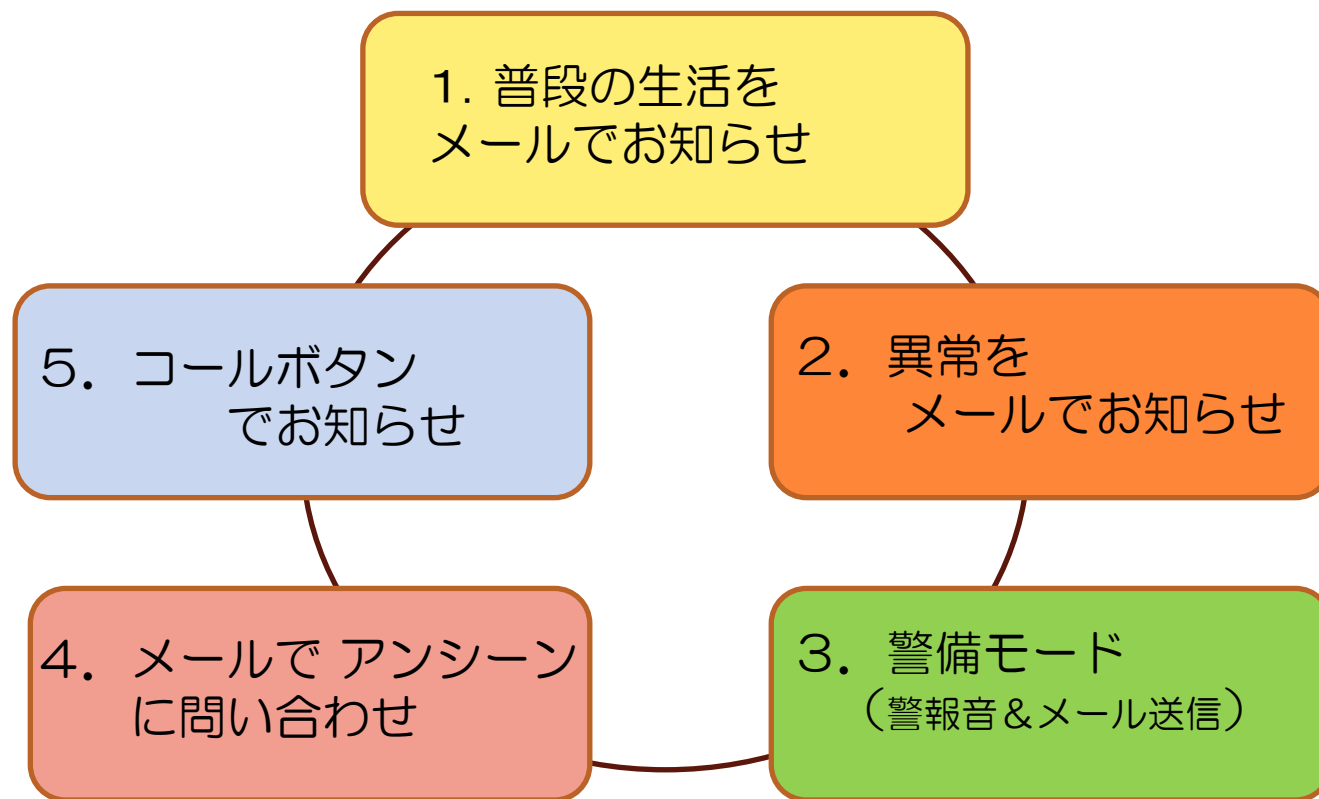 1. 普段の生活を
メールでお知らせ
2．異常を
メールでお知らせ
3．警備モード
（警報音＆メール送信）
4．メールで アンシーン
に問い合わせ
5．コールボタン
でお知らせ